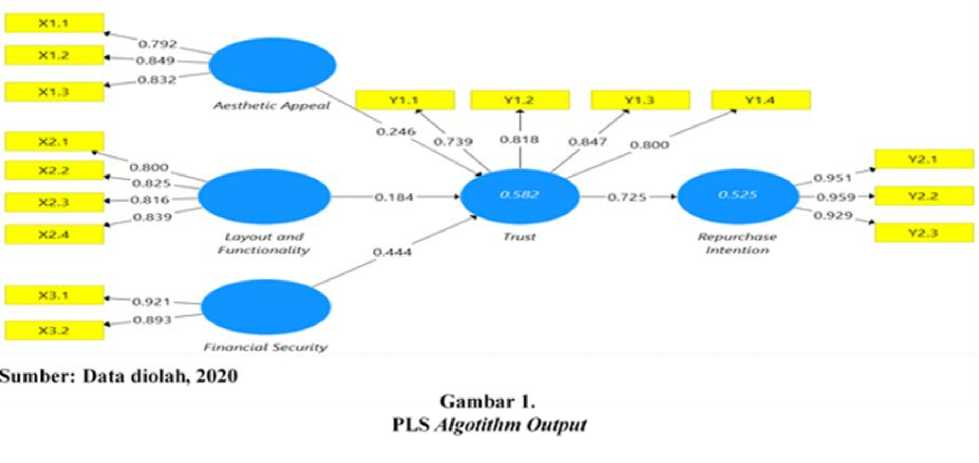 X1.1
X1.2
X1.3
0.792
0.849
0.832
Aesthetic Appeal
Y1.1
Y1.2
Y1.3
Y1.4
0.246
0.739
0.818
0.847
0.800
X2.1
X2.2
X2.3
X2.4
0.800
0.825
0.816
0.839
Layout and
Functionality
0.184
0.582
Trust
0.725
0.525
Repurchase
Intention
0.951
0.959
0.929
Y2.1
Y2.2
Y2.3
0.444
X3.1
X3.2
0.921
0.893
Financial Security
Sumber: Data diolah, 2020
Gambar 1.
PLS Algotithm Output